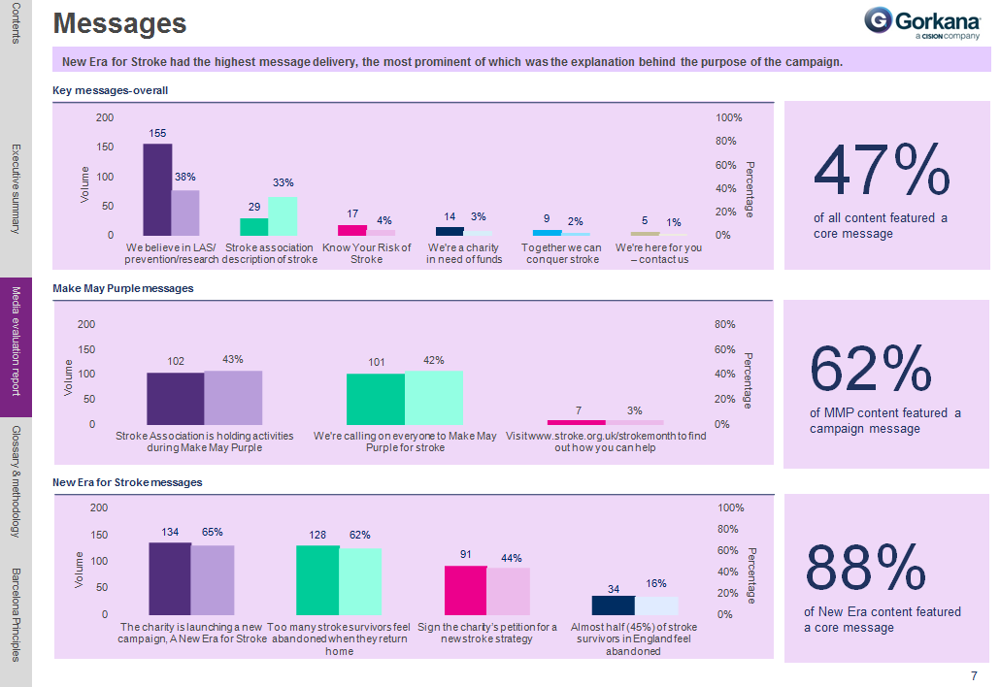 Contents
Executive summary
Media evaluation report
Glossary & methodology
Barcelona Principles
Messages
Gorkana
a CISION company
New Era for Stroke had the highest message delivery, the most prominent of which was the explanation behind the purpose of the campaign.
Key messages-overall
200
150
100
50
0
Volume
155
38%
29
33%
17
4%
14
3%
9
2%
5
1%
100%
80%
60%
40%
20%
0%
Percentage
We believe in LAS/
prevention/research
Stroke association
description of stroke
Know Your Risk of
Stroke
We're a charity
in need of funds
Together we can
conquer stroke
We're here for you
– contact us
47%
of all content featured a
core message
Make May Purple messages
200
150
100
50
0
Volume
102
43%
101
42%
7
3%
80%
60%
40%
20%
0%
Percentage
Stroke Association is holding activities
during Make May Purple
We're calling on everyone to Make May
Purple for stroke
Visit www.stroke.org.uk/strokemonth to find
out how you can help
62%
of MMP content featured a
campaign message
New Era for Stroke messages
200
150
100
50
0
Volume
134
65%
128
62%
91
44%
34
16%
100%
80%
60%
40%
20%
0%
Percentage
The charity is launching a new
campaign, A New Era for Stroke
Too many stroke survivors feel
abandoned when they return
home
Sign the charity's petition for a
new stroke strategy
Almost half (45%) of stroke
survivors in England feel
abandoned
88%
of New Era content featured
a core message
7